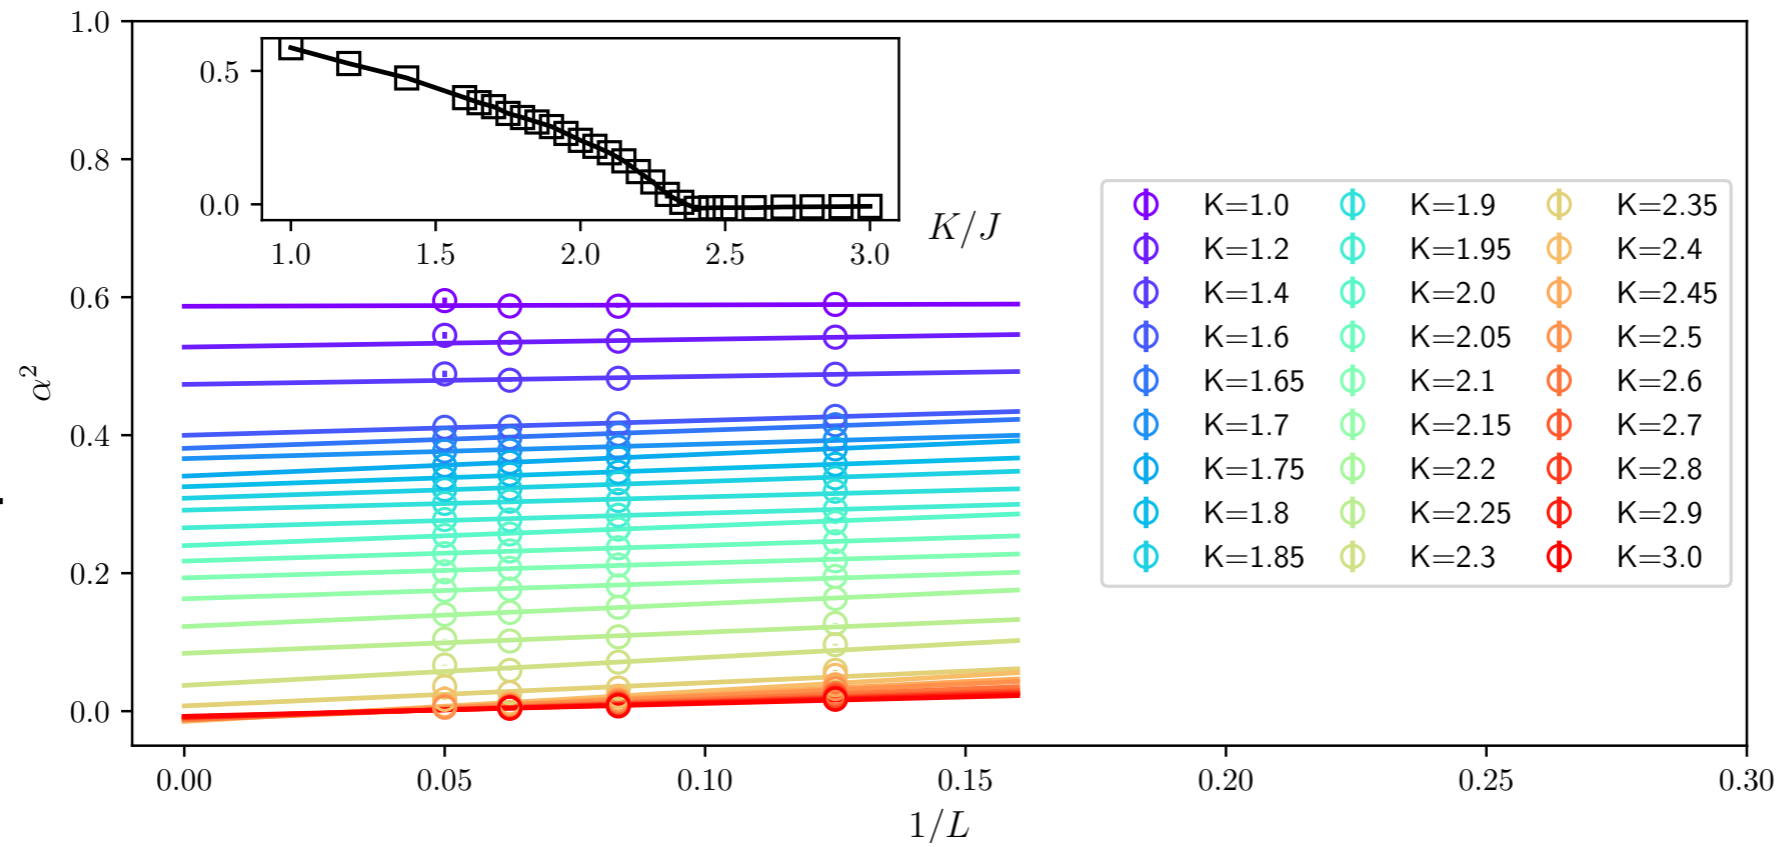 1.0
0.8
0.6
0.4
0.2
0.0
α²
0.00 0.05 0.10 0.15 0.20 0.25 0.30
1/L
0.5
0.0
1.0 1.5 2.0 2.5 3.0
K/J
K=1.0 K=1.9 K=2.35
K=1.2 K=1.95 K=2.4
K=1.4 K=2.0 K=2.45
K=1.6 K=2.05 K=2.5
K=1.65 K=2.1 K=2.6
K=1.7 K=2.15 K=2.7
K=1.75 K=2.2 K=2.8
K=1.8 K=2.25 K=2.9
K=1.85 K=2.3 K=3.0